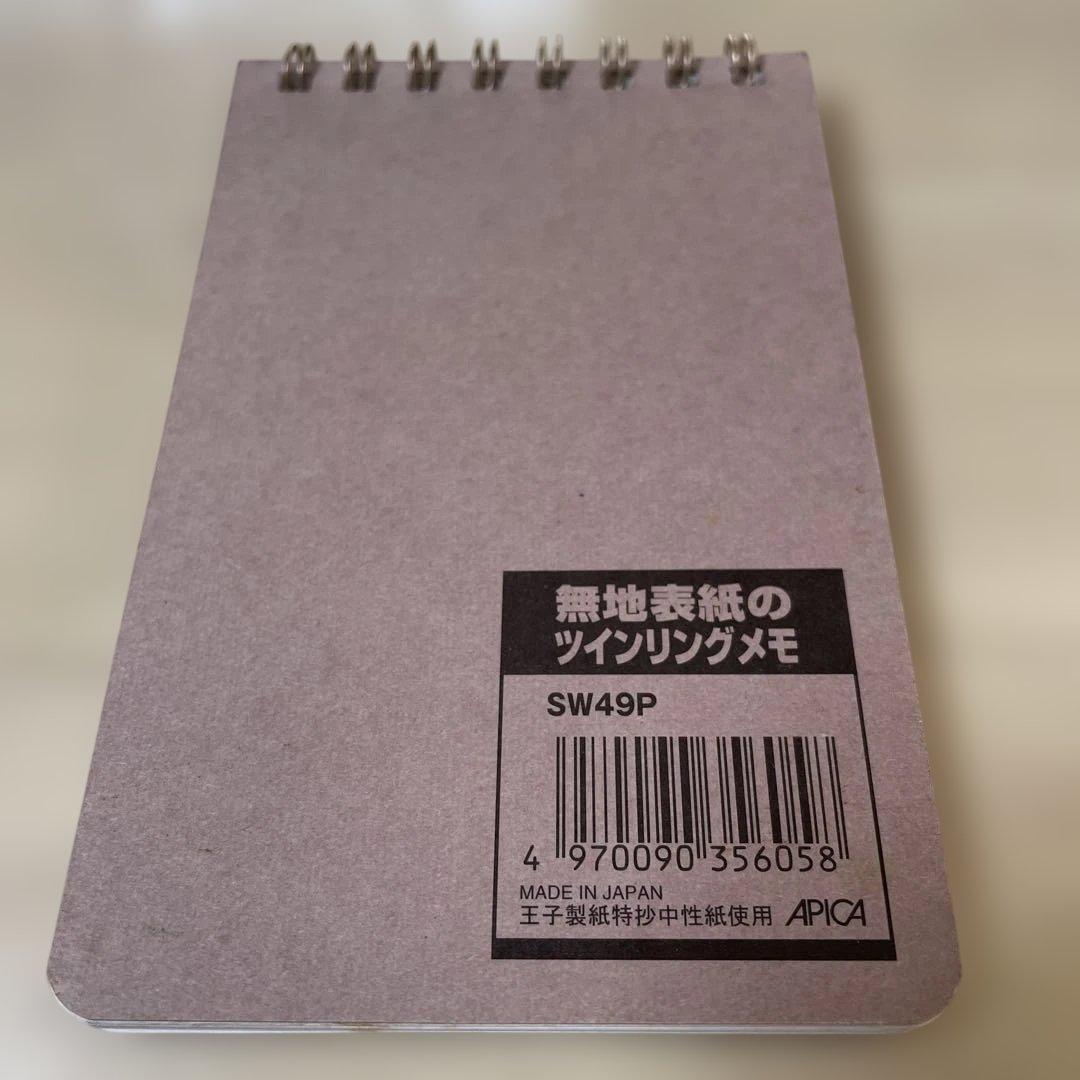 無地表紙の
ツインリングメモ
SW49P
4 970090 356058
MADE IN JAPAN
王子製紙特抄中性紙使用 APICA